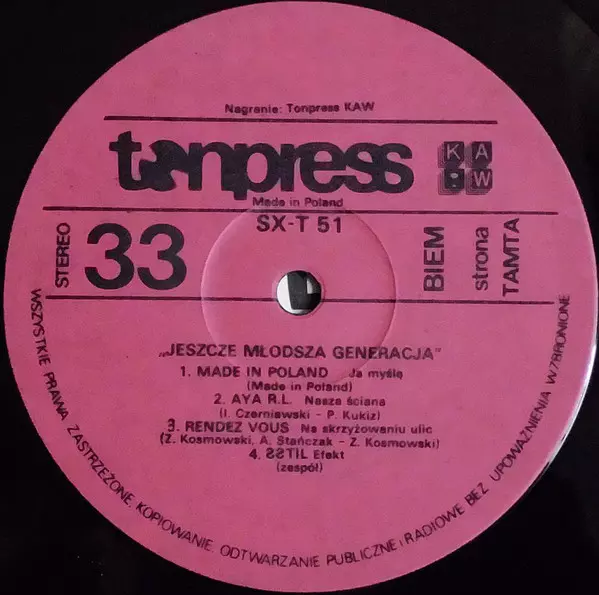 Nagranie: Tonpress KAW
tonpress
K A
W
Made in Poland
SX-T 51
STEREO
33
BIEM
strona
TAMTA
„JESZCZE MŁODSZA GENERACJA”
1. MADE IN POLAND Ja myślę
(Made in Poland)
2. AYA R.L. Nasza ściana
(I. Czerniawski - P. Kukiz)
3. RENDEZ VOUS Na skrzyżowaniu ulic
(Z. Kosmowski, A. Stańczak - Z. Kosmowski)
4. SSTIL Efekt
(zespół)
WSZYSTKIE PRAWA ZASTRZEŻONE. KOPIOWANIE, ODTWARZANIE PUBLICZNE i RADIOWE BEZ UPOWAŻNIENIA WZBRONIONE